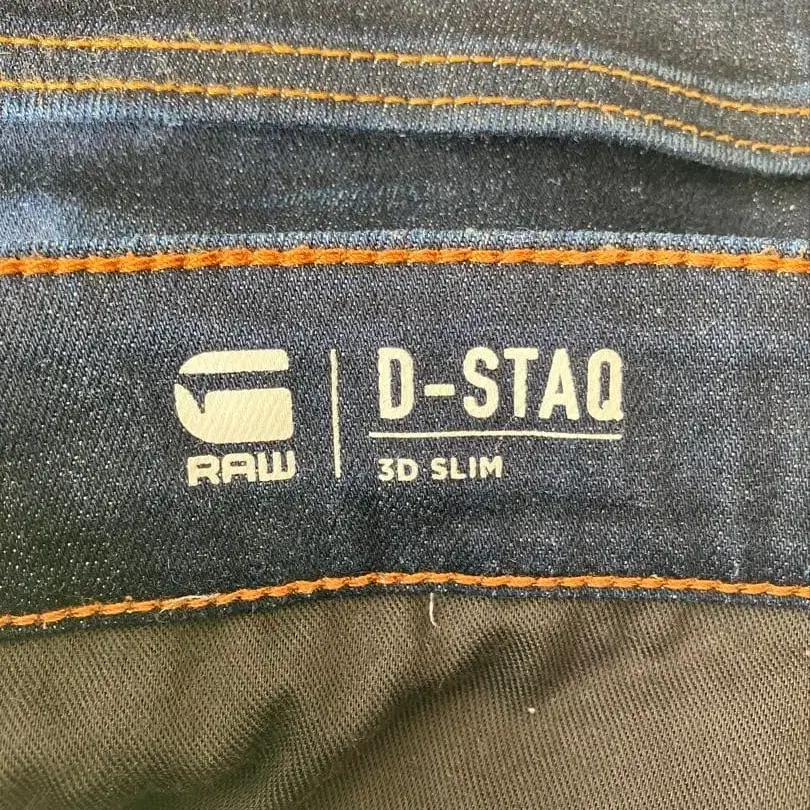 G
RAW
D-STAQ
3D SLIM